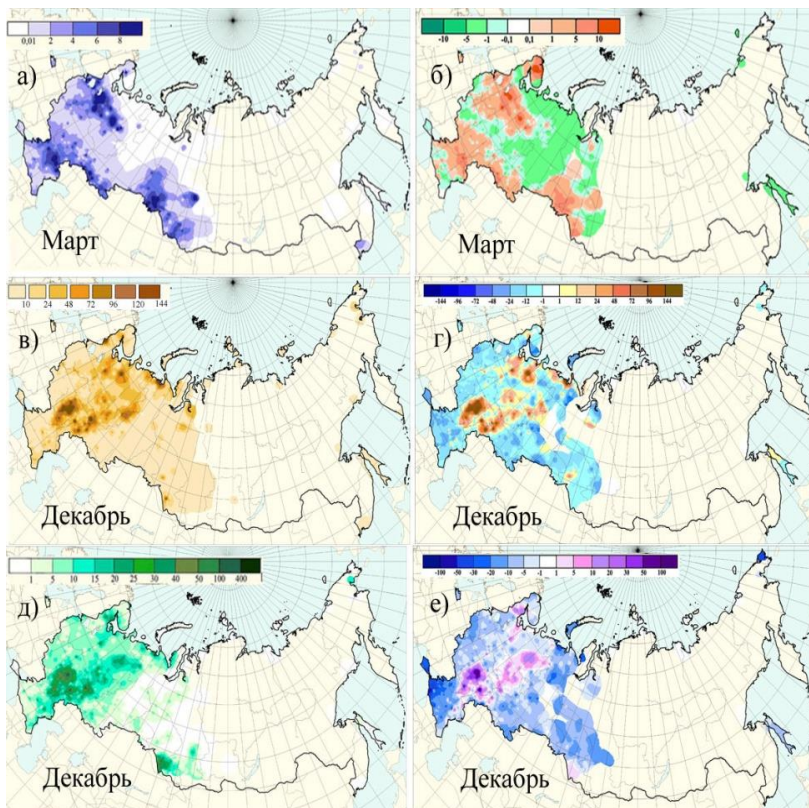 0,01 2 4 6 8
-10 -5 -1 -0,1 0,1 1 5 10
а)
б)
Март
Март
10 24 48 72 96 120 144
-144 -96 -72 -48 -24 -12 -1 1 12 24 48 72 96 144
в)
г)
Декабрь
Декабрь
1 5 10 15 20 25 30 40 50 100 400
-100 -50 -30 -20 -10 -5 -1 1 5 10 20 30 50 100
д)
е)
Декабрь
Декабрь